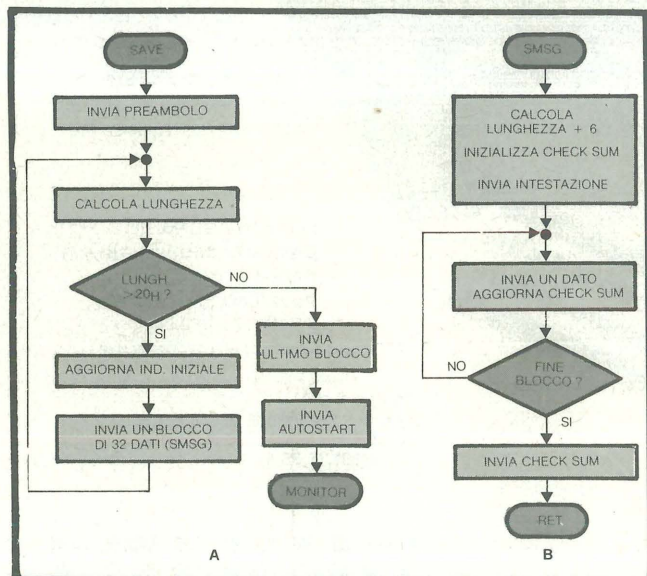 SAVE
INVIA PREAMBOLO
CALCOLA LUNGHEZZA
LUNGH
>20H ?
NO
SI
AGGIORNA IND. INIZIALE
INVIA UN BLOCCO
DI 32 DATI (SMSG)
INVIA
ULTIMO BLOCCO
INVIA
AUTOSTART
MONITOR
A
SMSG
CALCOLA
LUNGHEZZA + 6
INIZIALIZZA CHECK SUM
INVIA INTESTAZIONE
INVIA UN DATO
AGGIORNA CHECK SUM
NO
FINE
BLOCCO ?
SI
INVIA CHECK SUM
RET.
B